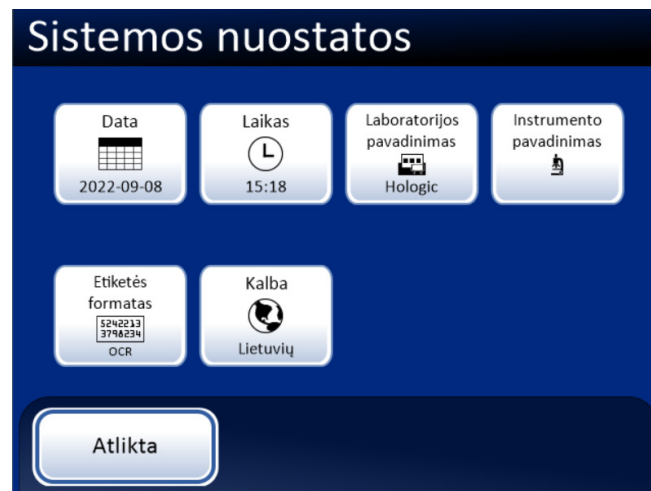 Sistemos nuostatos
Data
2022-09-08
Laikas
15:18
Laboratorijos
pavadinimas
Hologic
Instrumento
pavadinimas
Etiketės
formatas
5242213
3798234
OCR
Kalba
Lietuvių
Atlikta